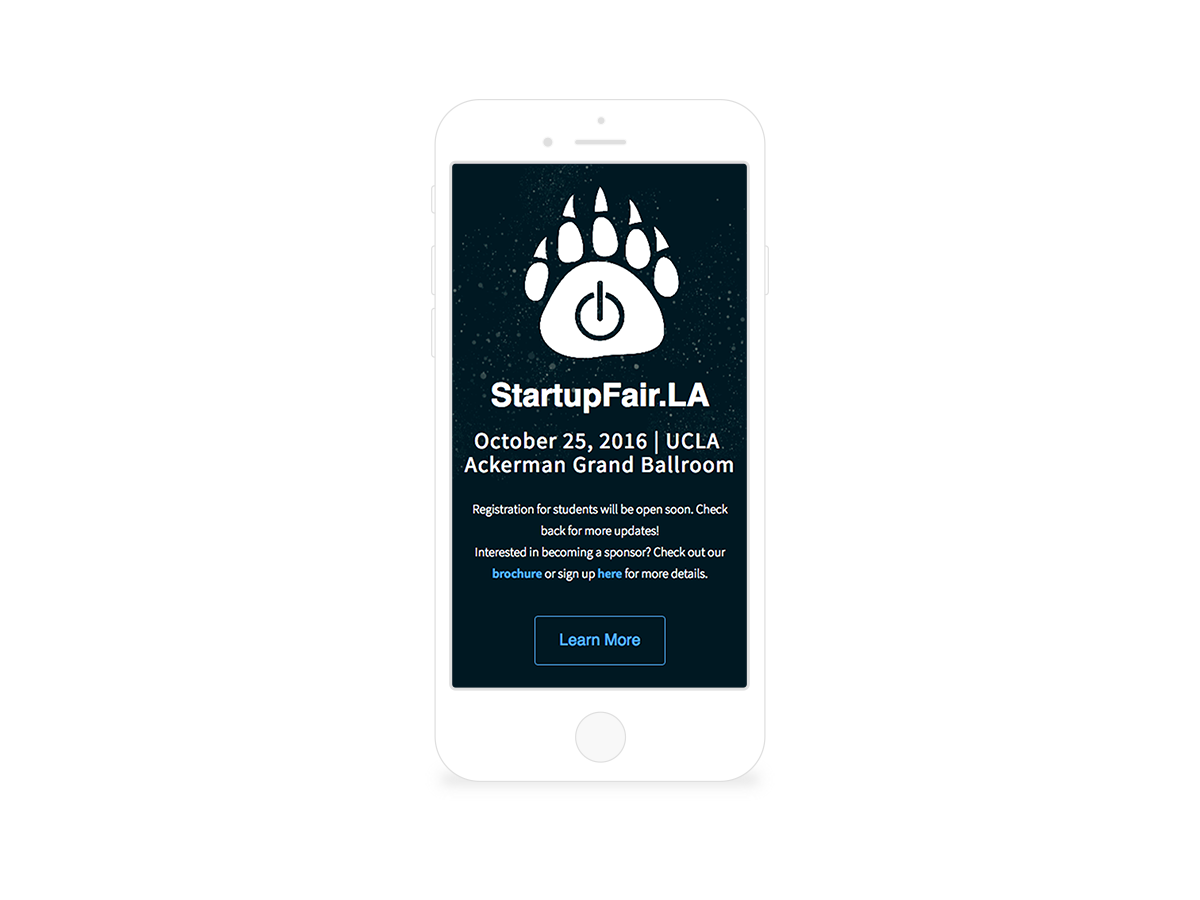 StartupFair.LA
October 25, 2016 | UCLA
Ackerman Grand Ballroom
Registration for students will be open soon. Check
back for more updates!
Interested in becoming a sponsor? Check out our
brochure or sign up here for more details.
Learn More